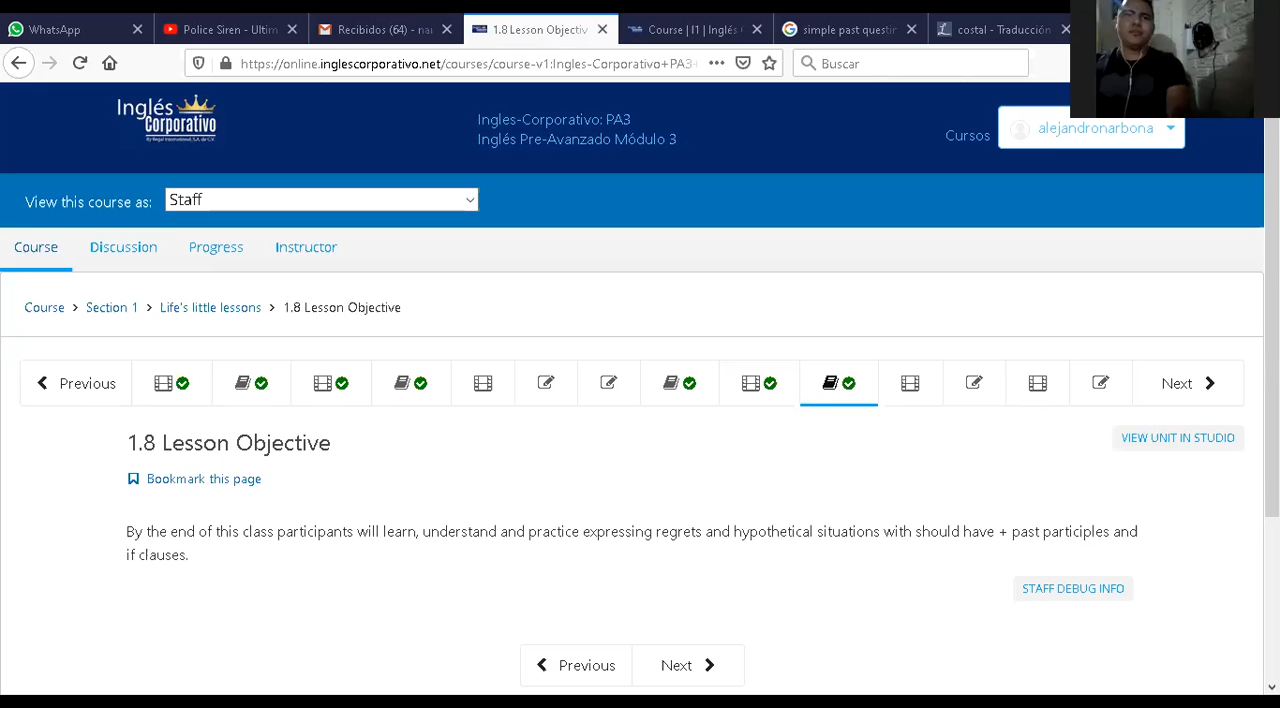 WhatsApp
Police Siren - Ultim
Recibidos (64) - nar
1.8 Lesson Objectiv
Course | I1 | Inglés
simple past questin
costal - Traducción
https://online.inglescorporativo.net/courses/course-v1:Ingles-Corporativo+PA3+
Buscar
Inglés
Corporativo
Ingles-Corporativo: PA3
Inglés Pre-Avanzado Módulo 3
Cursos
alejandronarbona
View this course as:
Staff
Course
Discussion
Progress
Instructor
Course > Section 1 > Life's little lessons > 1.8 Lesson Objective
Previous
Next
1.8 Lesson Objective
VIEW UNIT IN STUDIO
Bookmark this page
By the end of this class participants will learn, understand and practice expressing regrets and hypothetical situations with should have + past participles and
if clauses.
STAFF DEBUG INFO
Previous
Next